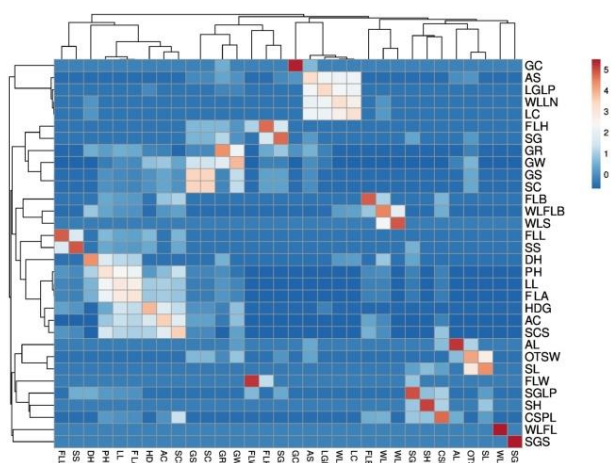 GC
AS
LGLP
WLLN
LC
FLH
SG
GR
GW
GS
SC
FLB
WLFLB
WLS
FLL
SS
DH
PH
LL
FLA
HDG
AC
SCS
AL
OTSW
SL
FLW
SGLP
SH
CSPL
WLFL
SGS
5
4
3
2
1
0
SS DH PH LL HD AC GS SC GR SG GC AS WL LC WL WL SG SH AL SL WL SG